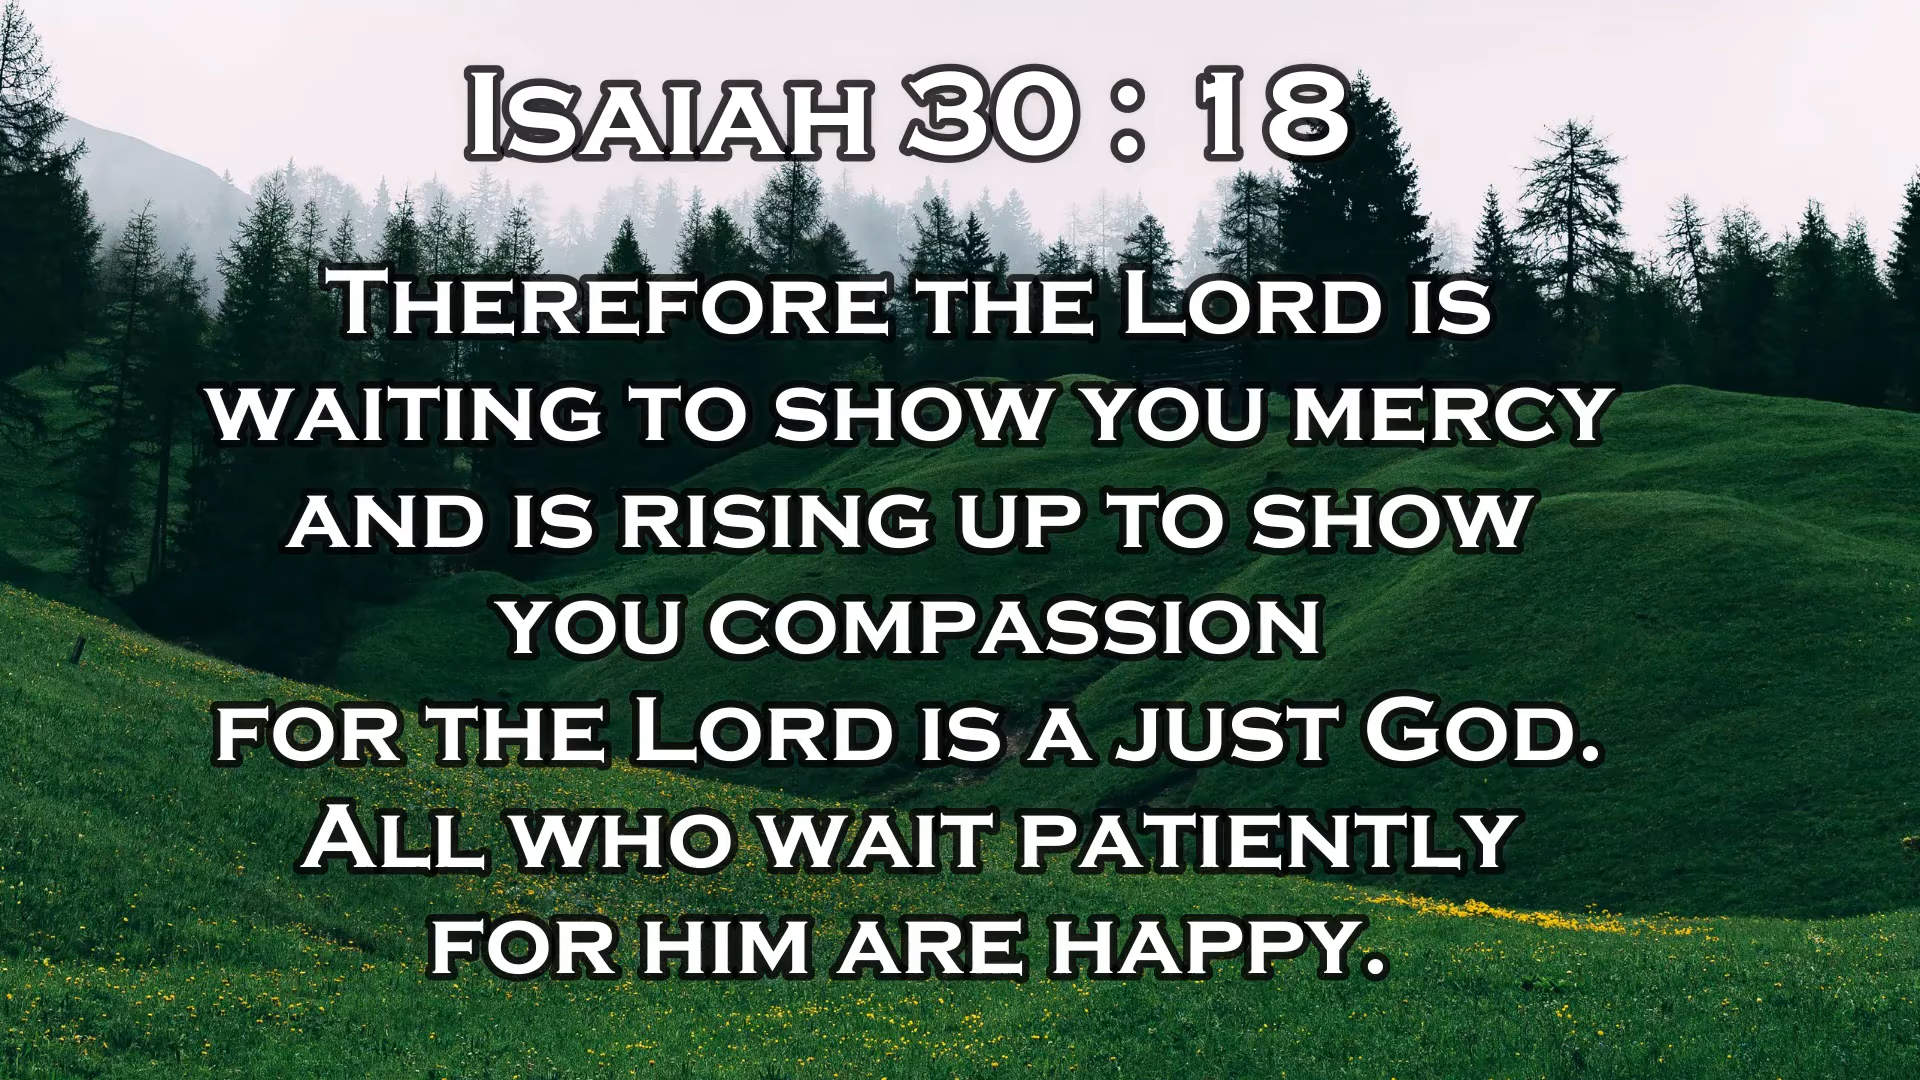 Isaiah 30 : 18
Therefore the Lord is
waiting to show you mercy
and is rising up to show
you compassion
for the Lord is a just God.
All who wait patiently
for him are happy.